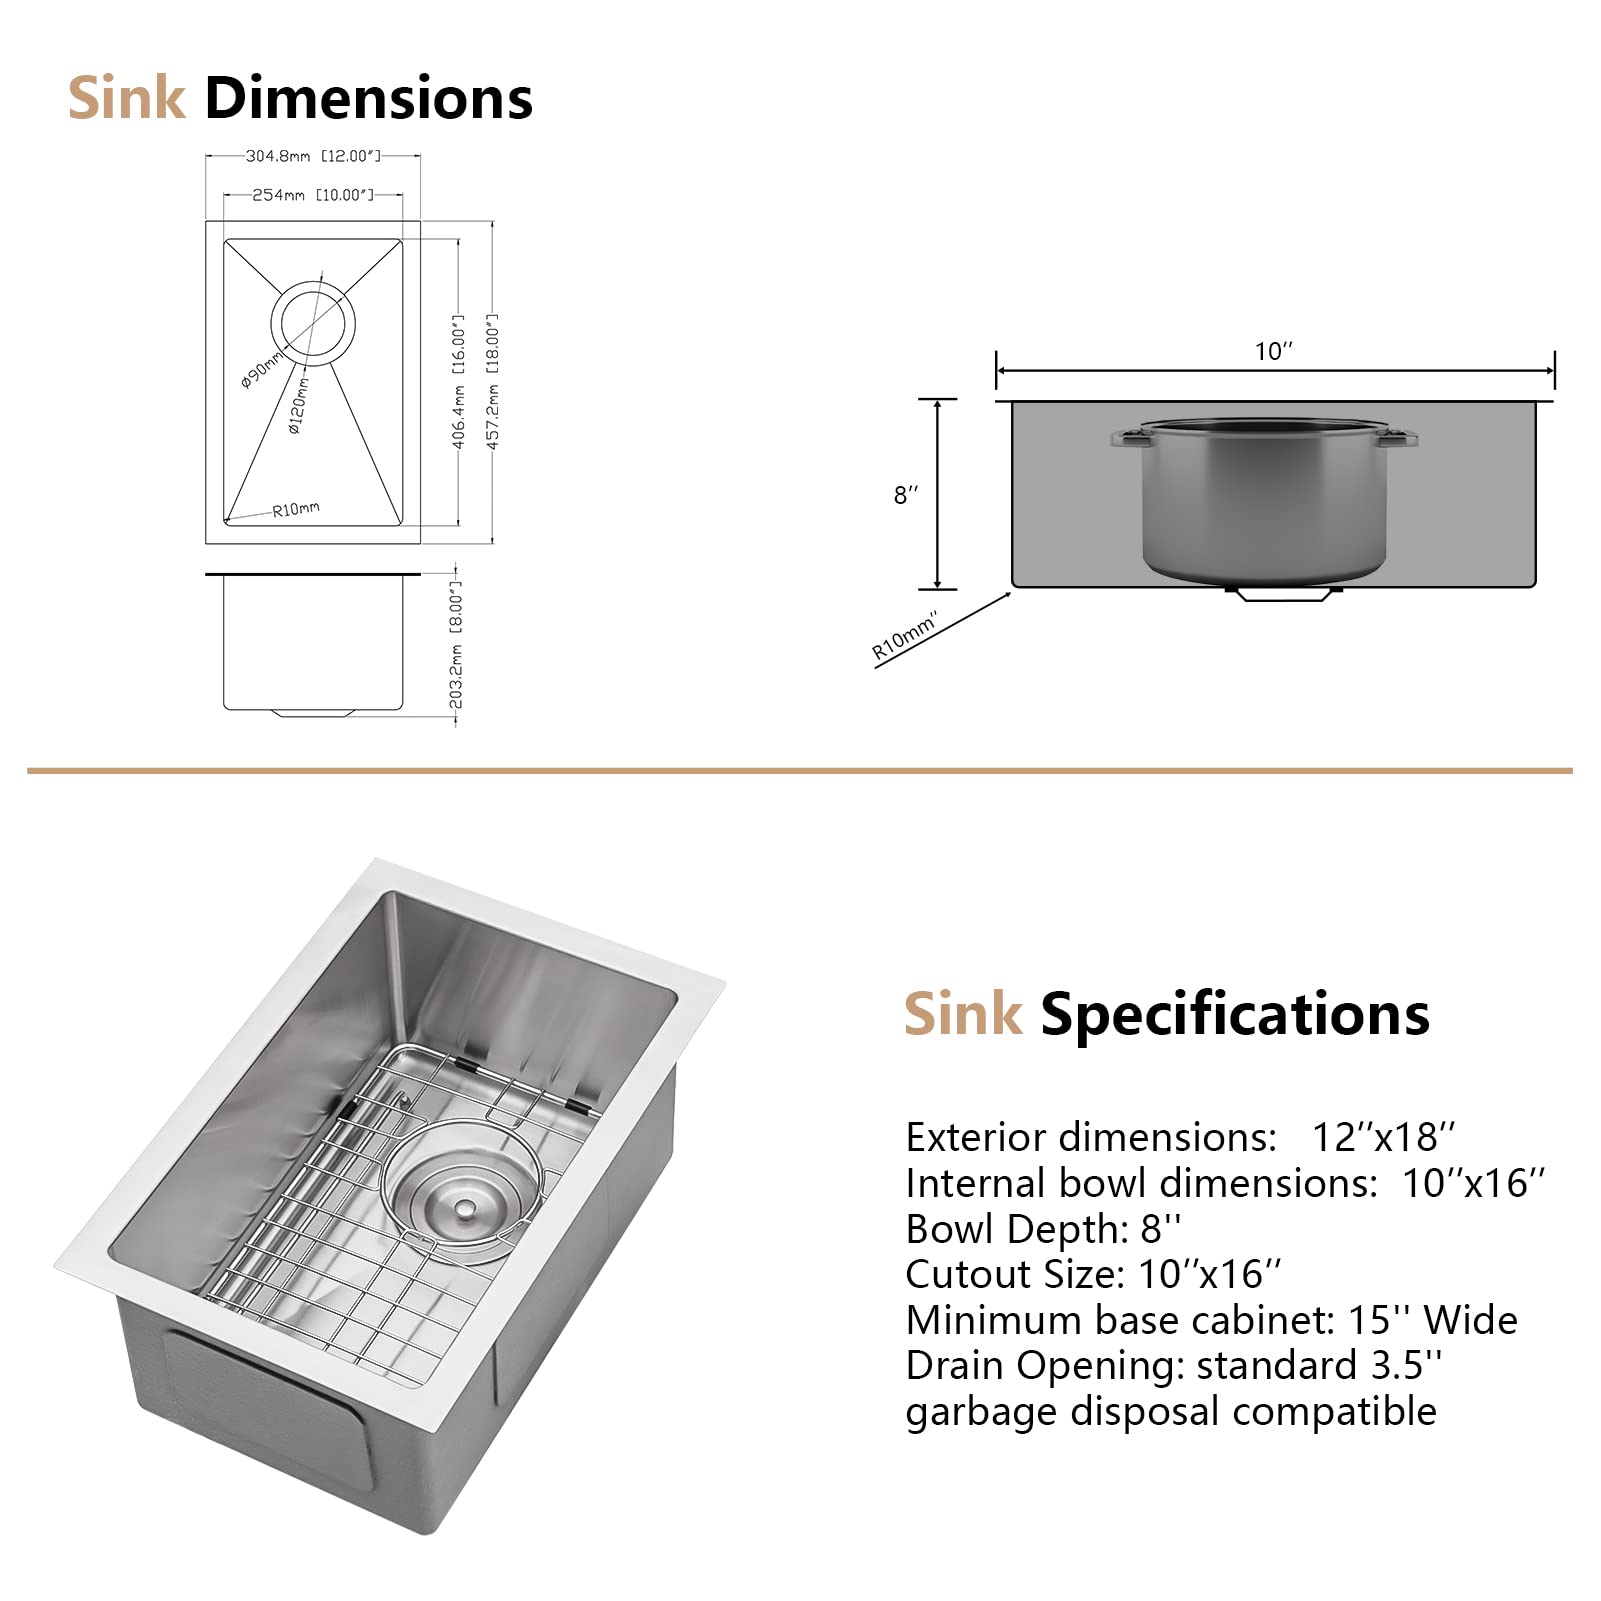 Sink Dimensions
304.8mm [12.00″]
254mm [10.00″]
406.4mm [16.00″]
457.2mm [18.00″]
ø90mm
ø120mm
R10mm
203.2mm [8.00″]
10′′
8′′
R10mm′′
Sink Specifications
Exterior dimensions: 12′′x18′′
Internal bowl dimensions: 10′′x16′′
Bowl Depth: 8''
Cutout Size: 10′′x16′′
Minimum base cabinet: 15'' Wide
Drain Opening: standard 3.5''
garbage disposal compatible